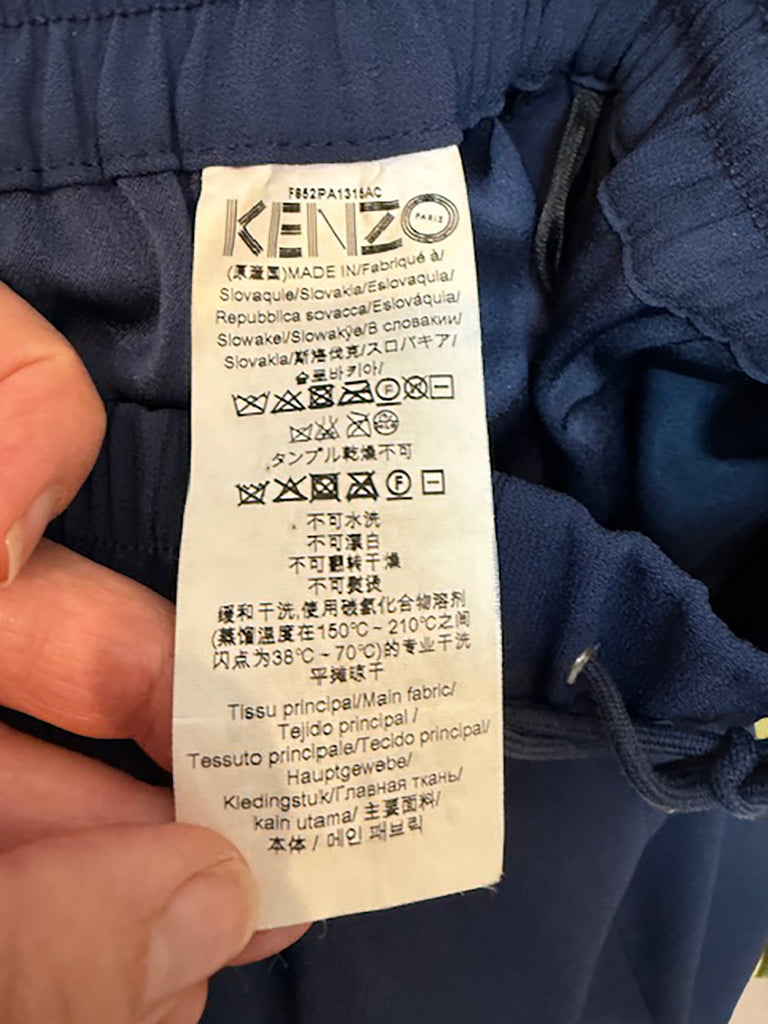 F652PA1315AC
KENZO PARIS
(原産国)MADE IN/Fabriqué à/
Slovaquie/Slovakia/Eslovaquia/
Repubblica sovacca/Eslováquia/
Slowakei/Slowakye/В словакии/
Slovakia/斯洛伐克/スロバキア/
슬로바키아/
タンブル乾燥不可
F
不可水洗
不可漂白
不可翻转干燥
不可熨烫
缓和干洗,使用碳氢化合物溶剂
(蒸馏温度在150℃~210℃之间
闪点为38℃~70℃)的专业干洗
平摊晾干
Tissu principal/Main fabric/
Tejido principal /
Tessuto principale/Tecido principal/
Hauptgewebe/
Kledingstuk/Главная ткань/
kain utama/ 主要面料/
本体 / 메인 패브릭